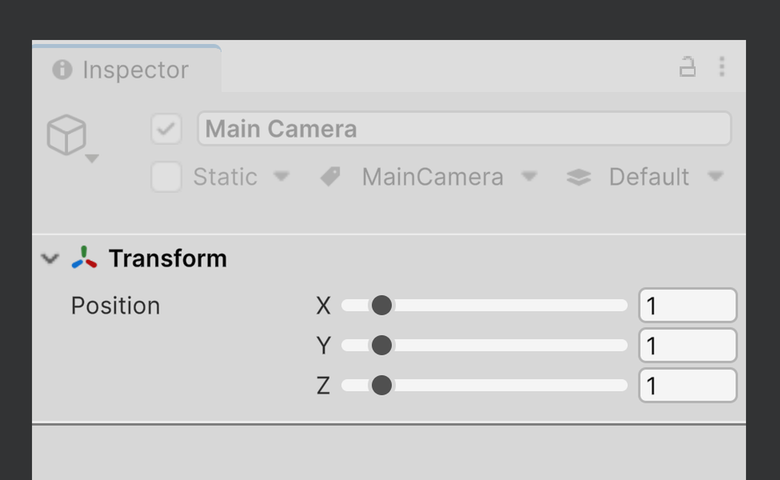 Inspector
Main Camera
Static MainCamera Default
Transform
Position X 1
Y 1
Z 1